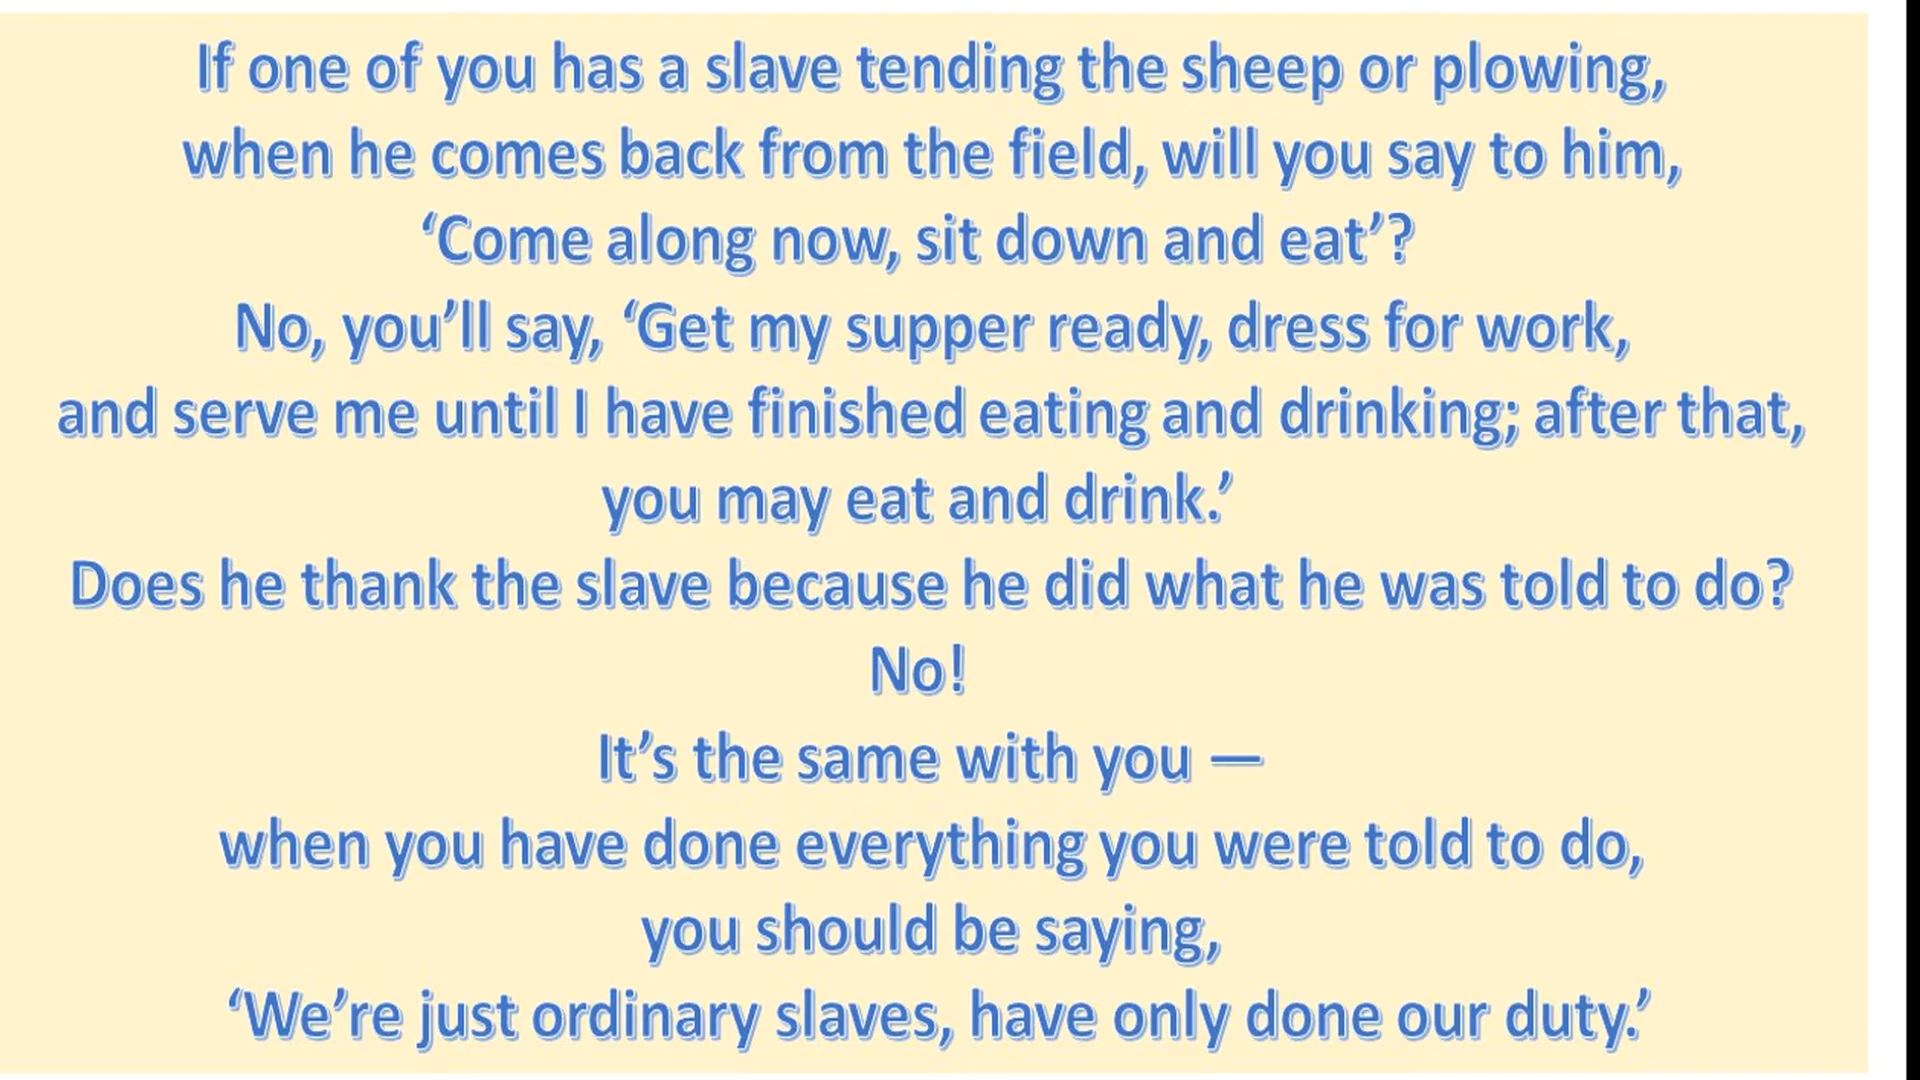 If one of you has a slave tending the sheep or plowing,
when he comes back from the field, will you say to him,
‘Come along now, sit down and eat’?
No, you’ll say, ‘Get my supper ready, dress for work,
and serve me until I have finished eating and drinking; after that,
you may eat and drink.’
Does he thank the slave because he did what he was told to do?
No!
It’s the same with you —
when you have done everything you were told to do,
you should be saying,
‘We’re just ordinary slaves, have only done our duty.’